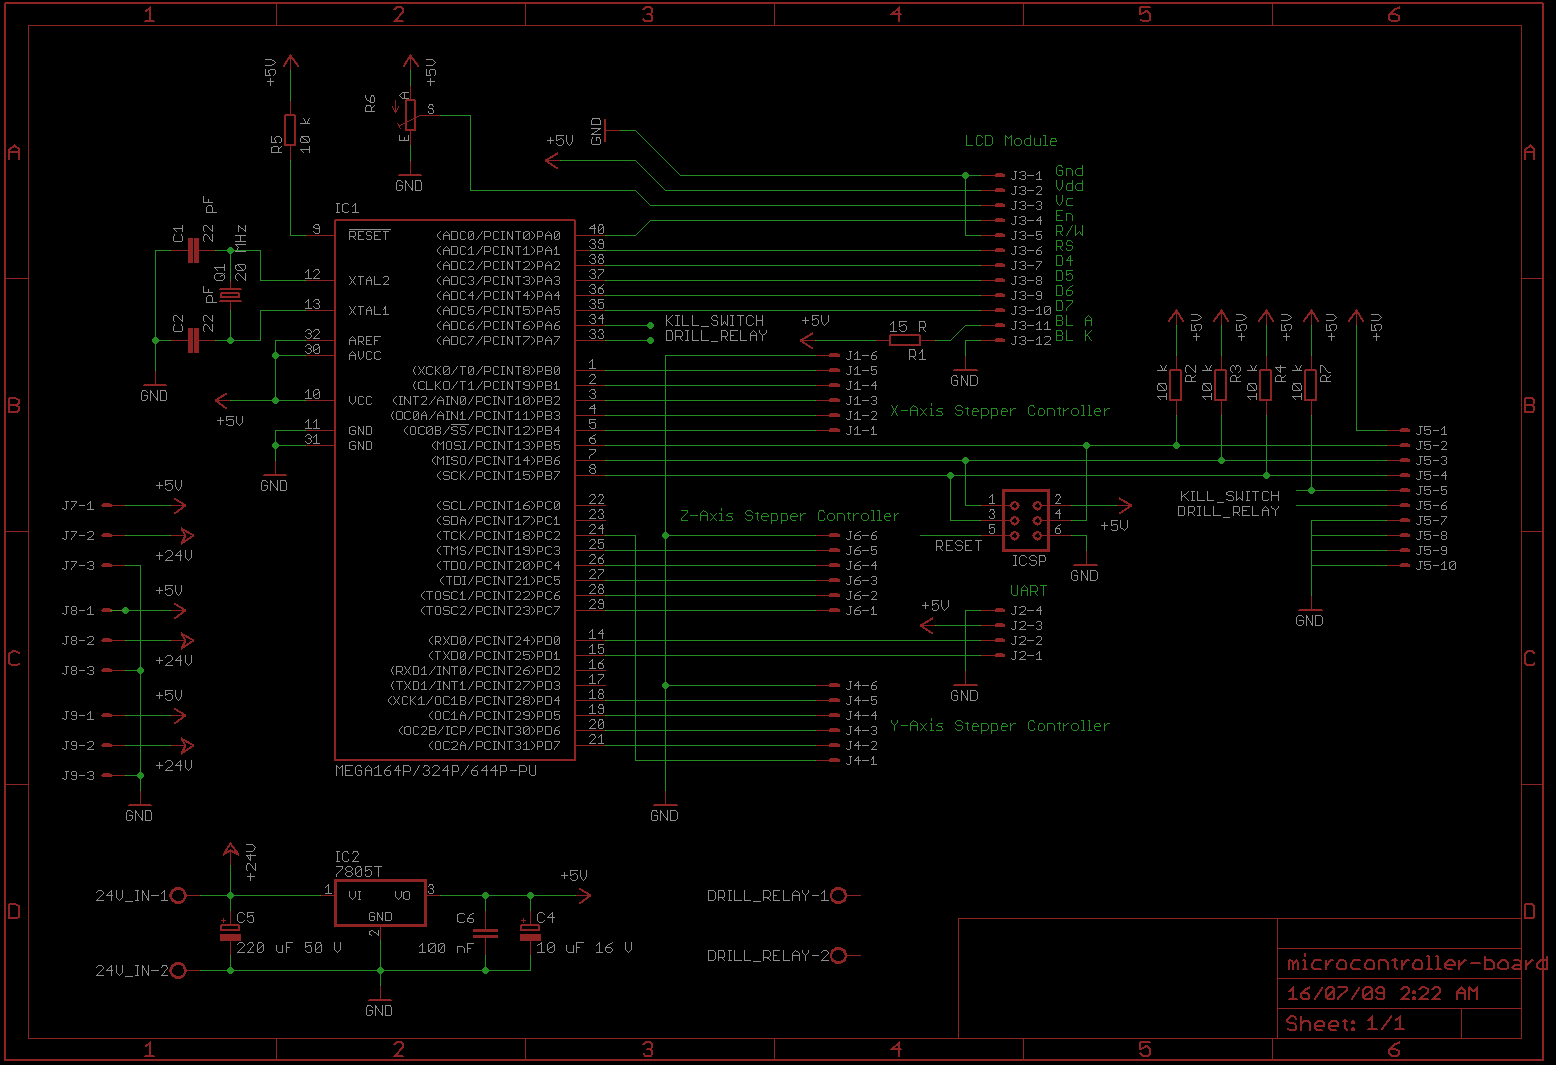 1 2 3 4 5 6
A
B
C
D
A
B
C
D
+5V
R5
10 k
R6
A
S
E
+5V
GND
+5V
GND
LCD Module
J3-1 Gnd
J3-2 Vdd
J3-3 Vc
J3-4 En
J3-5 R/W
J3-6 RS
J3-7 D4
J3-8 D5
J3-9 D6
J3-10 D7
J3-11 BL A
J3-12 BL K
C1
22 pF
Q1
20 MHz
C2
22 pF
GND
+5V
GND
IC1
9 RESET
12 XTAL2
13 XTAL1
32 AREF
30 AVCC
10 VCC
11 GND
31 GND
(ADC0/PCINT0)PA0 40
(ADC1/PCINT1)PA1 39
(ADC2/PCINT2)PA2 38
(ADC3/PCINT3)PA3 37
(ADC4/PCINT4)PA4 36
(ADC5/PCINT5)PA5 35
(ADC6/PCINT6)PA6 34
(ADC7/PCINT7)PA7 33
(XCK0/T0/PCINT8)PB0 1
(CLKO/T1/PCINT9)PB1 2
(INT2/AIN0/PCINT10)PB2 3
(OC0A/AIN1/PCINT11)PB3 4
(OC0B/SS/PCINT12)PB4 5
(MOSI/PCINT13)PB5 6
(MISO/PCINT14)PB6 7
(SCK/PCINT15)PB7 8
(SCL/PCINT16)PC0 22
(SDA/PCINT17)PC1 23
(TCK/PCINT18)PC2 24
(TMS/PCINT19)PC3 25
(TDO/PCINT20)PC4 26
(TDI/PCINT21)PC5 27
(TOSC1/PCINT22)PC6 28
(TOSC2/PCINT23)PC7 29
(RXD0/PCINT24)PD0 14
(TXD0/PCINT25)PD1 15
(RXD1/INT0/PCINT26)PD2 16
(TXD1/INT1/PCINT27)PD3 17
(XCK1/OC1B/PCINT28)PD4 18
(OC1A/PCINT29)PD5 19
(OC2B/ICP/PCINT30)PD6 20
(OC2A/PCINT31)PD7 21
MEGA164P/324P/644P-PU
KILL_SWITCH
DRILL_RELAY
+5V
15 R
R1
GND
J1-6
J1-5
J1-4
J1-3
J1-2
J1-1
X-Axis Stepper Controller
Z-Axis Stepper Controller
J6-6
J6-5
J6-4
J6-3
J6-2
J6-1
1 2
3 4
5 6
RESET
ICSP
+5V
GND
UART
+5V
J2-4
J2-3
J2-2
J2-1
GND
J4-6
J4-5
J4-4
J4-3
J4-2
J4-1
Y-Axis Stepper Controller
GND
+5V
+5V
+5V
+5V
+5V
10 k
R2
10 k
R3
10 k
R4
10 k
R7
J5-1
J5-2
J5-3
J5-4
J5-5
J5-6
J5-7
J5-8
J5-9
J5-10
KILL_SWITCH
DRILL_RELAY
GND
J7-1 +5V
J7-2 +24V
J7-3
J8-1 +5V
J8-2 +24V
J8-3
J9-1 +5V
J9-2 +24V
J9-3
GND
24V_IN-1
24V_IN-2
+24V
C5
220 uF 50 V
IC2
7805T
1 VI VO 3
GND
2
GND
C6
100 nF
C4
10 uF 16 V
+5V
DRILL_RELAY-1
DRILL_RELAY-2
microcontroller-board
16/07/09 2:22 AM
Sheet: 1/1
1 2 3 4 5 6